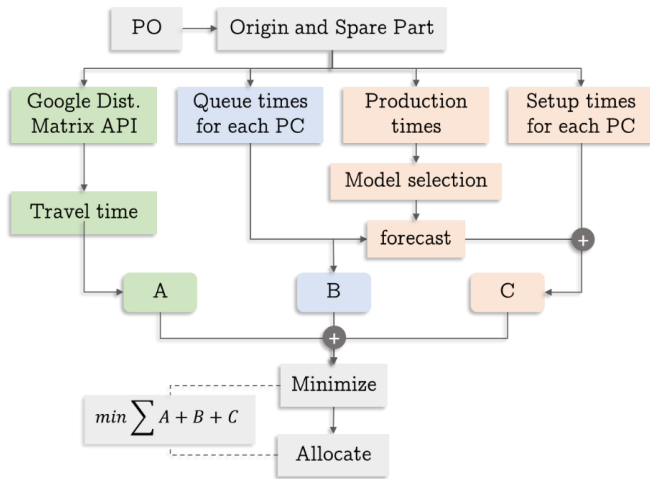 PO
Origin and Spare Part
Google Dist.
Matrix API
Queue times
for each PC
Production
times
Setup times
for each PC
Model selection
Travel time
forecast
+
A
B
C
+
Minimize
min ∑ A + B + C
Allocate